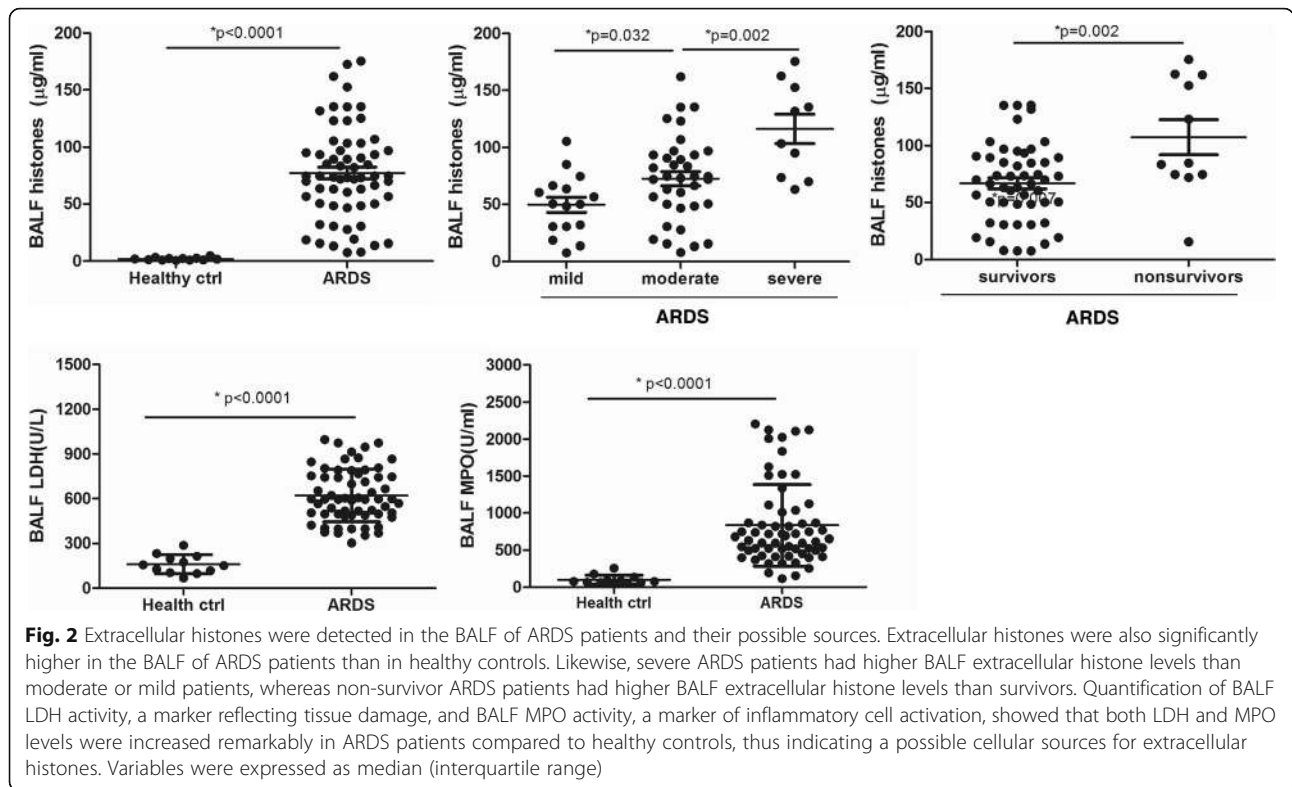 *p<0.0001
BALF histones (μg/ml)
200
150
100
50
0
Healthy ctrl
ARDS
*p=0.032
*p=0.002
BALF histones (μg/ml)
200
150
100
50
0
mild
moderate
severe
ARDS
*p=0.002
BALF histones (μg/ml)
200
150
100
50
0
survivors
nonsurvivors
ARDS
* p<0.0001
BALF LDH(U/L)
1500
1200
900
600
300
0
Health ctrl
ARDS
* p<0.0001
BALF MPO(U/ml)
3000
2500
2000
1500
1000
500
0
Health ctrl
ARDS
Fig. 2 Extracellular histones were detected in the BALF of ARDS patients and their possible sources. Extracellular histones were also significantly
higher in the BALF of ARDS patients than in healthy controls. Likewise, severe ARDS patients had higher BALF extracellular histone levels than
moderate or mild patients, whereas non-survivor ARDS patients had higher BALF extracellular histone levels than survivors. Quantification of BALF
LDH activity, a marker reflecting tissue damage, and BALF MPO activity, a marker of inflammatory cell activation, showed that both LDH and MPO
levels were increased remarkably in ARDS patients compared to healthy controls, thus indicating a possible cellular sources for extracellular
histones. Variables were expressed as median (interquartile range)